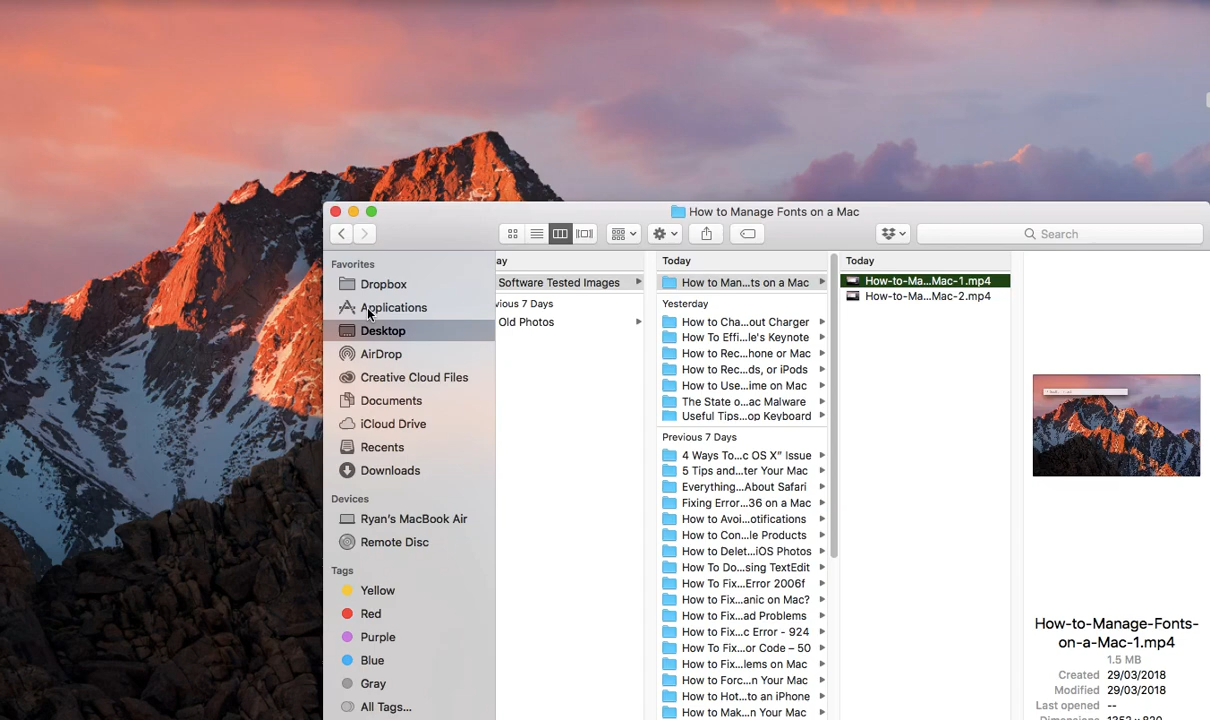 How to Manage Fonts on a Mac
Search
Favorites
Dropbox
Applications
Desktop
AirDrop
Creative Cloud Files
Documents
iCloud Drive
Recents
Downloads
Devices
Ryan's MacBook Air
Remote Disc
Tags
Yellow
Red
Purple
Blue
Gray
All Tags...
ay
Software Tested Images
vious 7 Days
Old Photos
Today
How to Man...ts on a Mac
Yesterday
How to Cha...out Charger
How To Effi...le's Keynote
How to Rec...hone or Mac
How to Rec...ds, or iPods
How to Use...ime on Mac
The State o...ac Malware
Useful Tips...op Keyboard
Previous 7 Days
4 Ways To...c OS X" Issue
5 Tips and...ter Your Mac
Everything...About Safari
Fixing Error...36 on a Mac
How to Avoi...otifications
How to Con...le Products
How to Delet...iOS Photos
How to Do...sing TextEdit
How To Fix...Error 2006f
How to Fix...anic on Mac?
How to Fix...ad Problems
How to Fix...c Error - 924
How To Fix...or Code – 50
How to Fix...lems on Mac
How to Forc...n Your Mac
How to Hot...to an iPhone
How to Mak...n Your Mac
Today
How-to-Ma...Mac-1.mp4
How-to-Ma...Mac-2.mp4
How-to-Manage-Fonts-
on-a-Mac-1.mp4
1.5 MB
Created 29/03/2018
Modified 29/03/2018
Last opened --